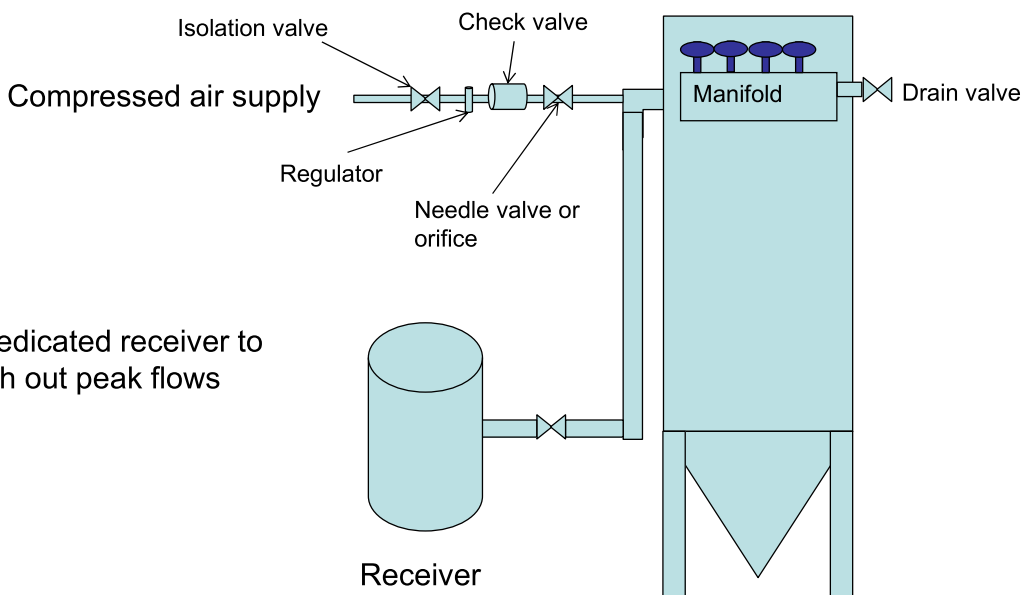 Isolation valve
Check valve
Compressed air supply
Manifold
Drain valve
Regulator
Needle valve or
orifice
edicated receiver to
h out peak flows
Receiver